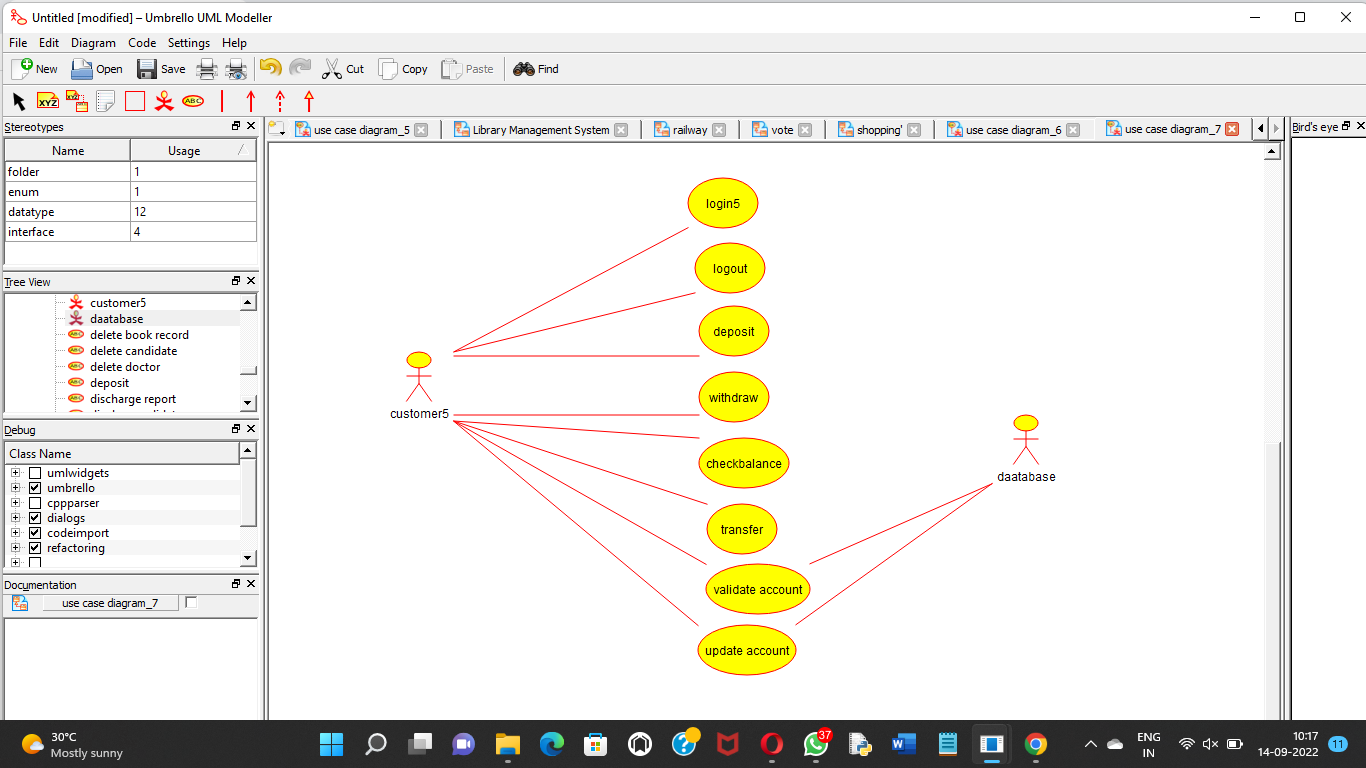 Untitled [modified] – Umbrello UML Modeller
File Edit Diagram Code Settings Help
New Open Save Cut Copy Paste Find
XYZ XYZ ABC
Stereotypes
Name Usage
folder 1
enum 1
datatype 12
interface 4
Tree View
customer5
daatabase
delete book record
delete candidate
delete doctor
deposit
discharge report
Debug
Class Name
umlwidgets
umbrello
cppparser
dialogs
codeimport
refactoring
Documentation
use case diagram_7
use case diagram_5 Library Management System railway vote shopping' use case diagram_6 use case diagram_7
Bird's eye
login5
logout
deposit
withdraw
checkbalance
transfer
validate account
update account
customer5
daatabase
30°C
Mostly sunny
37
ENG
IN
10:17
14-09-2022
11